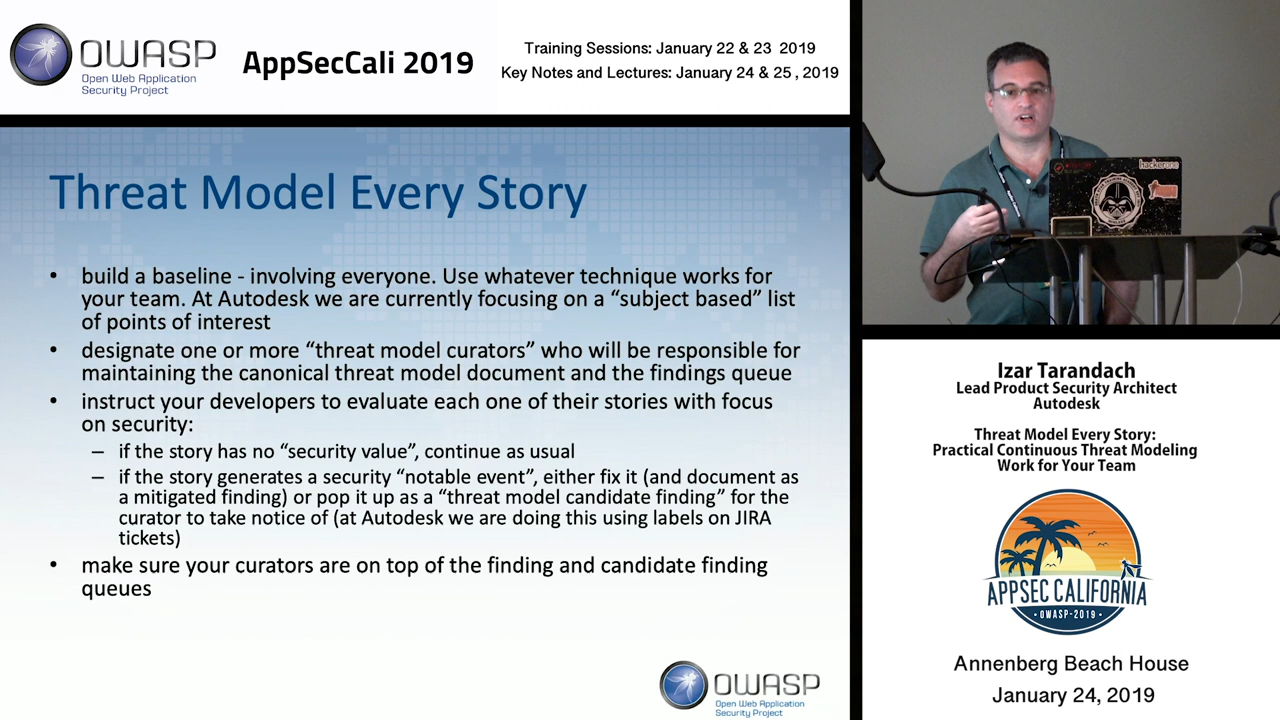 OWASP
Open Web Application
Security Project
AppSecCali 2019
Training Sessions: January 22 & 23 2019
Key Notes and Lectures: January 24 & 25, 2019
Threat Model Every Story
• build a baseline - involving everyone. Use whatever technique works for
your team. At Autodesk we are currently focusing on a “subject based” list
of points of interest
• designate one or more “threat model curators” who will be responsible for
maintaining the canonical threat model document and the findings queue
• instruct your developers to evaluate each one of their stories with focus
on security:
– if the story has no “security value”, continue as usual
– if the story generates a security “notable event”, either fix it (and document as
a mitigated finding) or pop it up as a “threat model candidate finding” for the
curator to take notice of (at Autodesk we are doing this using labels on JIRA
tickets)
• make sure your curators are on top of the finding and candidate finding
queues
OWASP
Open Web Application
Security Project
hackerone
Izar Tarandach
Lead Product Security Architect
Autodesk
Threat Model Every Story:
Practical Continuous Threat Modeling
Work for Your Team
APPSEC CALIFORNIA
• OWASP-2019 •
Annenberg Beach House
January 24, 2019